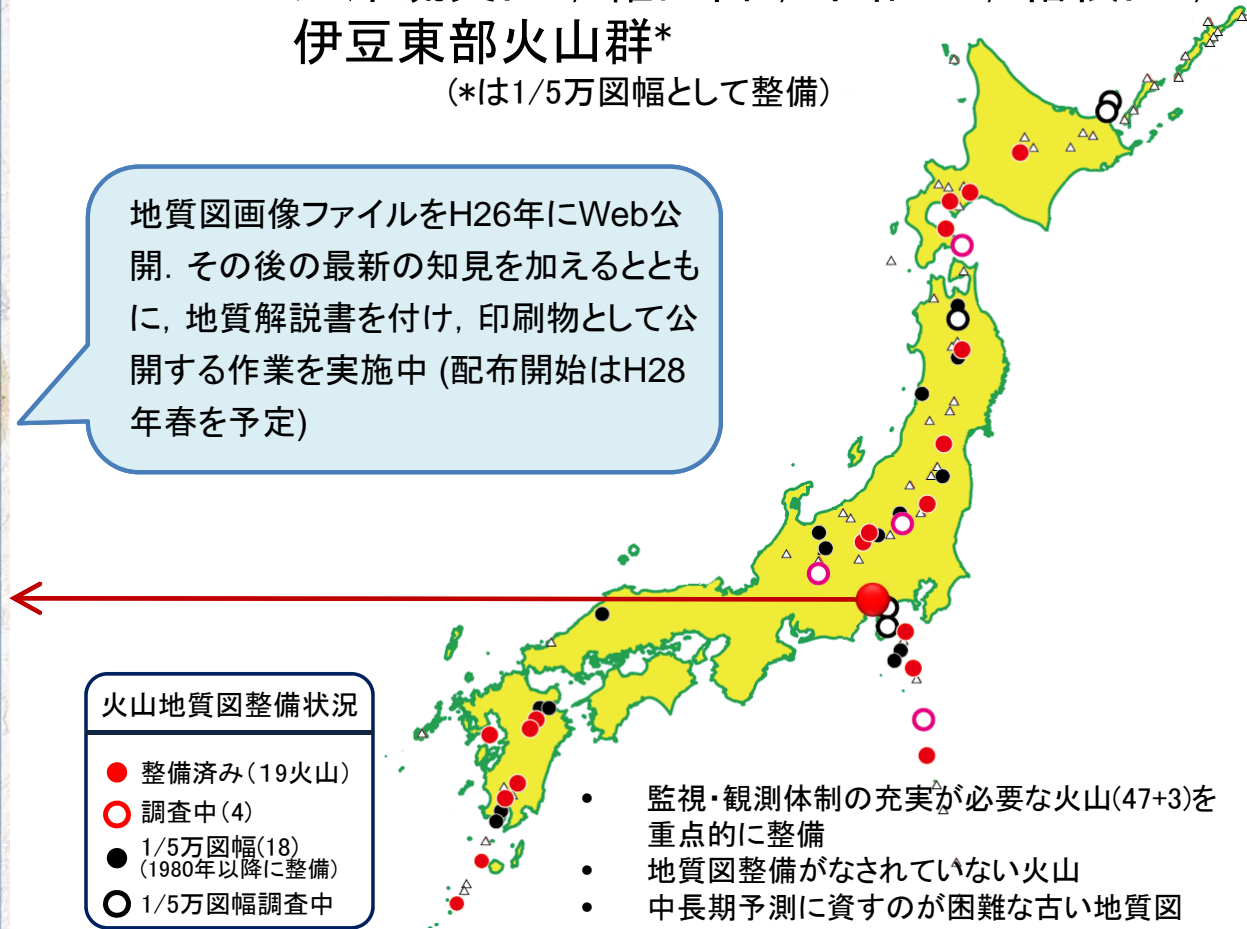 伊豆東部火山群*
(*は1/5万図幅として整備)
地質図画像ファイルをH26年にWeb公
開. その後の最新の知見を加えるととも
に, 地質解説書を付け, 印刷物として公
開する作業を実施中 (配布開始はH28
年春を予定)
火山地質図整備状況
整備済み(19火山)
調査中(4)
1/5万図幅(18)
(1980年以降に整備)
1/5万図幅調査中
• 監視・観測体制の充実が必要な火山(47+3)を
重点的に整備
• 地質図整備がなされていない火山
• 中長期予測に資すのが困難な古い地質図